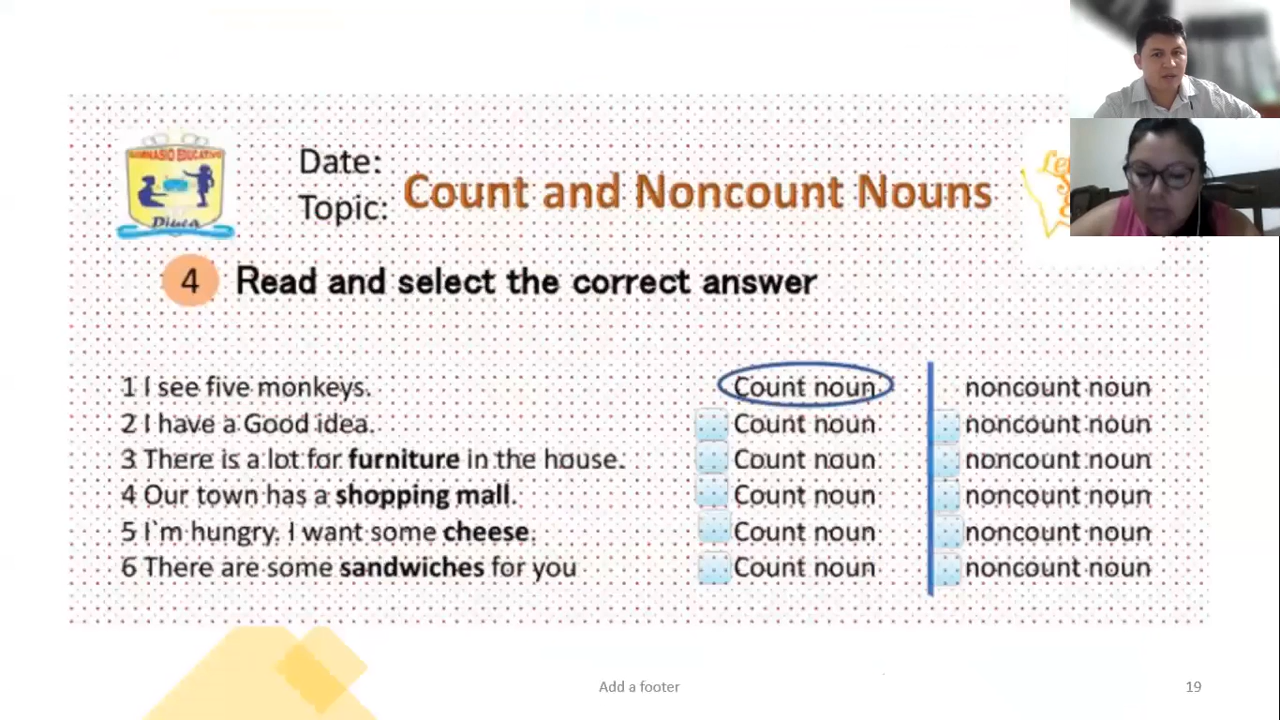 GIMNASIO EDUCATIVO
Diwca
Date:
Topic: Count and Noncount Nouns
4 Read and select the correct answer
1 I see five monkeys. Count noun noncount noun
2 I have a Good idea. Count noun noncount noun
3 There is a lot for furniture in the house. Count noun noncount noun
4 Our town has a shopping mall. Count noun noncount noun
5 I`m hungry. I want some cheese. Count noun noncount noun
6 There are some sandwiches for you Count noun noncount noun
Add a footer
19